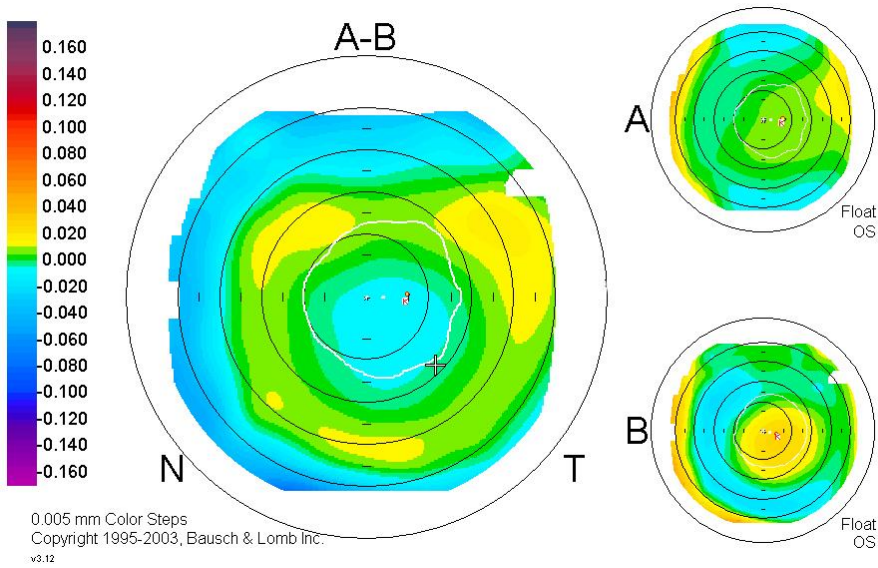 A-B
0.160
0.140
0.120
0.100
0.080
0.060
0.040
0.020
0.000
-0.020
-0.040
-0.060
-0.080
-0.100
-0.120
-0.140
-0.160
N
T
0.005 mm Color Steps
Copyright 1995-2003, Bausch & Lomb Inc.
v3.12
A
Float
OS
B
Float
OS